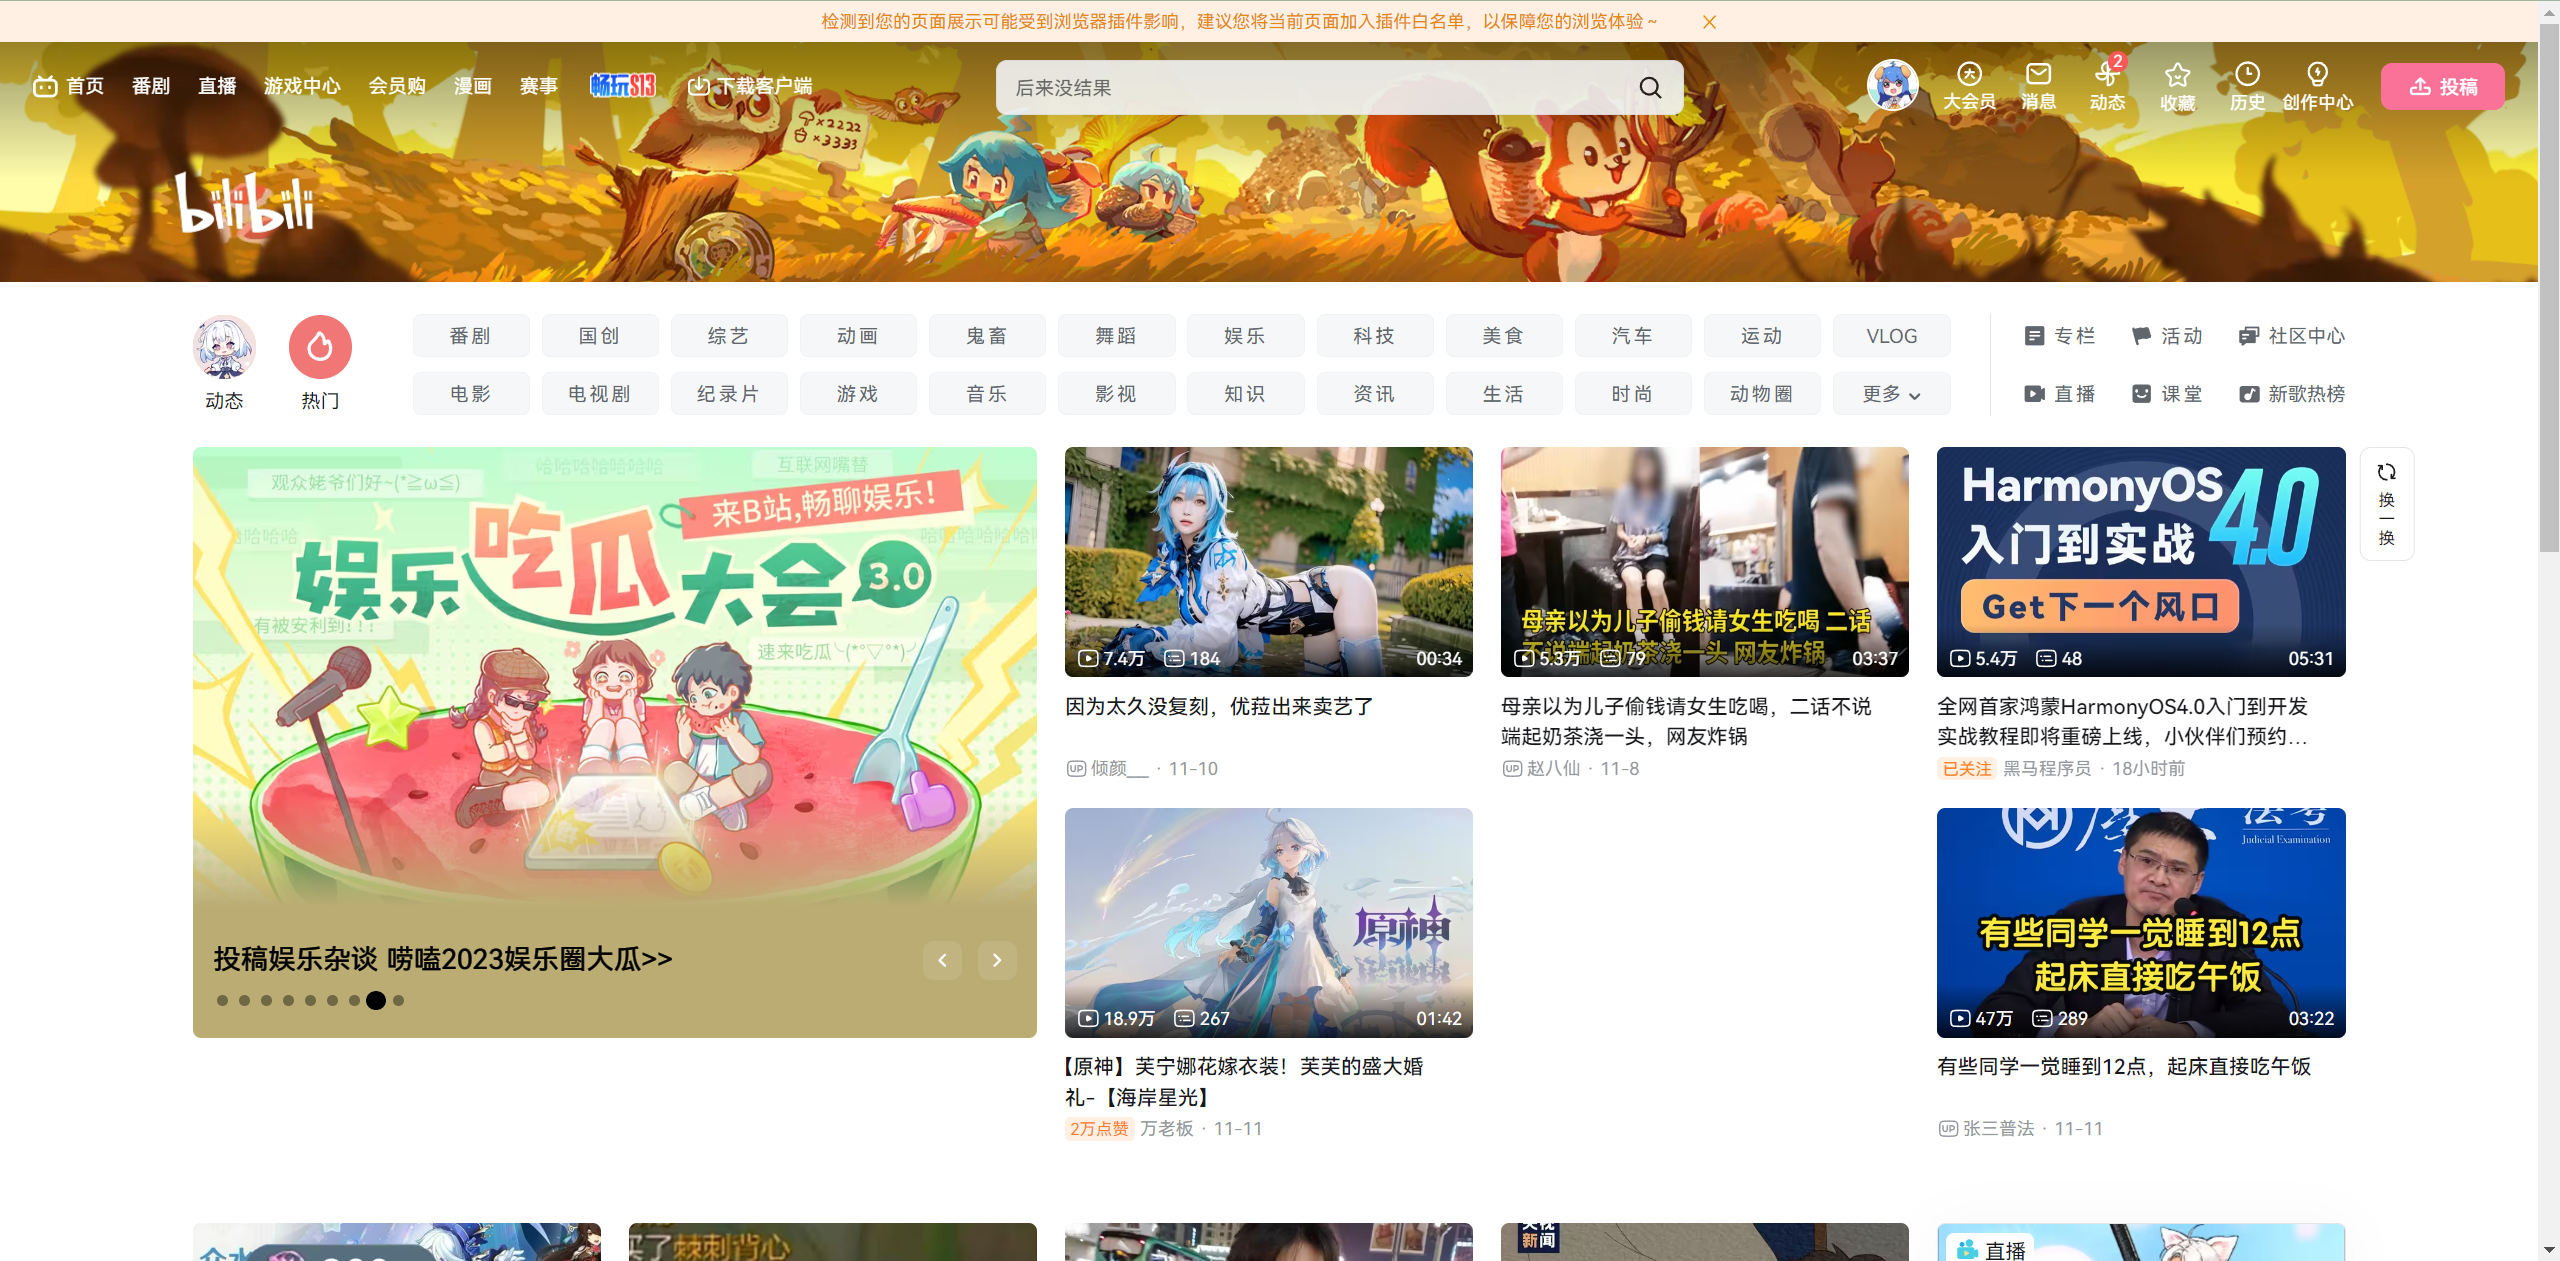 检测到您的页面展示可能受到浏览器插件影响，建议您将当前页面加入插件白名单，以保障您的浏览体验～
首页 番剧 直播 游戏中心 会员购 漫画 赛事 畅玩S13 下载客户端
后来没结果
大会员 消息 2 动态 收藏 历史 创作中心 投稿
×2222
×3333
bilibili
动态 热门
番剧 国创 综艺 动画 鬼畜 舞蹈 娱乐 科技 美食 汽车 运动 VLOG
电影 电视剧 纪录片 游戏 音乐 影视 知识 资讯 生活 时尚 动物圈 更多
专栏 活动 社区中心
直播 课堂 新歌热榜
观众姥爷们好~(*≧ω≦)
哈哈哈哈哈哈哈哈
互联网嘴替
来B站,畅聊娱乐!
娱乐吃瓜大会3.0
有被安利到!!!
速来吃瓜
投稿娱乐杂谈 唠嗑2023娱乐圈大瓜>>
7.4万 184 00:34
因为太久没复刻，优菈出来卖艺了
倾颜__ · 11-10
母亲以为儿子偷钱请女生吃喝 二话
不说端起奶茶浇一头 网友炸锅
5.3万 79 03:37
母亲以为儿子偷钱请女生吃喝，二话不说
端起奶茶浇一头，网友炸锅
赵八仙 · 11-8
HarmonyOS
入门到实战 4.0
Get下一个风口
5.4万 48 05:31
全网首家鸿蒙HarmonyOS4.0入门到开发
实战教程即将重磅上线，小伙伴们预约…
已关注 黑马程序员 · 18小时前
换一换
原神
18.9万 267 01:42
【原神】芙宁娜花嫁衣装！芙芙的盛大婚
礼-【海岸星光】
2万点赞 万老板 · 11-11
Judicial Examination
有些同学一觉睡到12点
起床直接吃午饭
47万 289 03:22
有些同学一觉睡到12点，起床直接吃午饭
张三普法 · 11-11
买了棘刺背心
新闻
直播